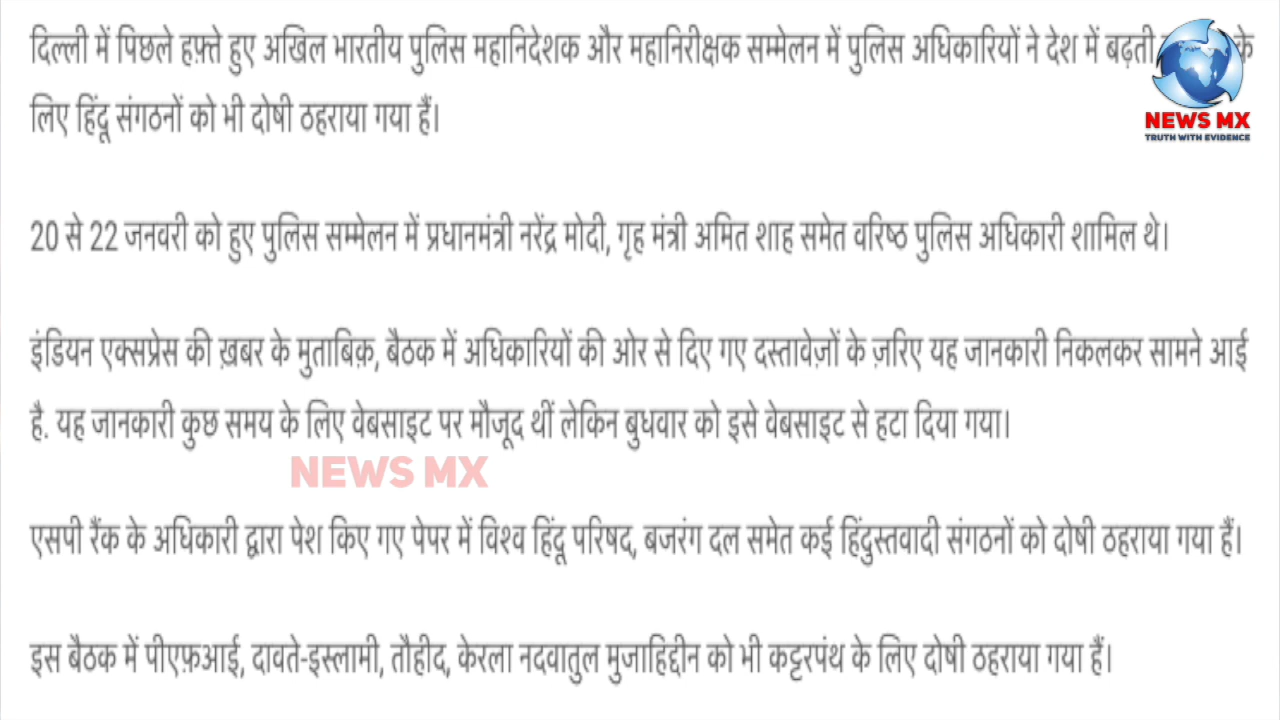 दिल्ली में पिछले हफ़्ते हुए अखिल भारतीय पुलिस महानिदेशक और महानिरीक्षक सम्मेलन में पुलिस अधिकारियों ने देश में बढ़ती के
लिए हिंदू संगठनों को भी दोषी ठहराया गया हैं।
NEWS MX
TRUTH WITH EVIDENCE
20 से 22 जनवरी को हुए पुलिस सम्मेलन में प्रधानमंत्री नरेंद्र मोदी, गृह मंत्री अमित शाह समेत वरिष्ठ पुलिस अधिकारी शामिल थे।
इंडियन एक्सप्रेस की ख़बर के मुताबिक़, बैठक में अधिकारियों की ओर से दिए गए दस्तावेज़ों के ज़रिए यह जानकारी निकलकर सामने आई
है. यह जानकारी कुछ समय के लिए वेबसाइट पर मौजूद थीं लेकिन बुधवार को इसे वेबसाइट से हटा दिया गया।
NEWS MX
एसपी रैंक के अधिकारी द्वारा पेश किए गए पेपर में विश्व हिंदू परिषद, बजरंग दल समेत कई हिंदुस्तवादी संगठनों को दोषी ठहराया गया हैं।
इस बैठक में पीएफ़आई, दावते-इस्लामी, तौहीद, केरला नदवातुल मुजाहिद्दीन को भी कट्टरपंथ के लिए दोषी ठहराया गया हैं।